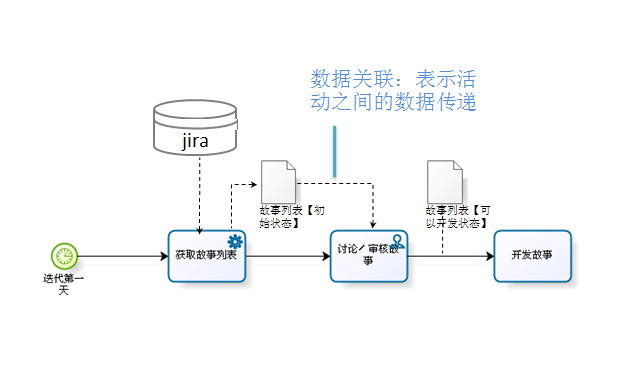 数据关联：表示活
动之间的数据传递
jira
故事列表【初
始状态】
故事列表【可
以开发状态】
获取故事列表
讨论／审核故
事
开发故事
迭代第一
天